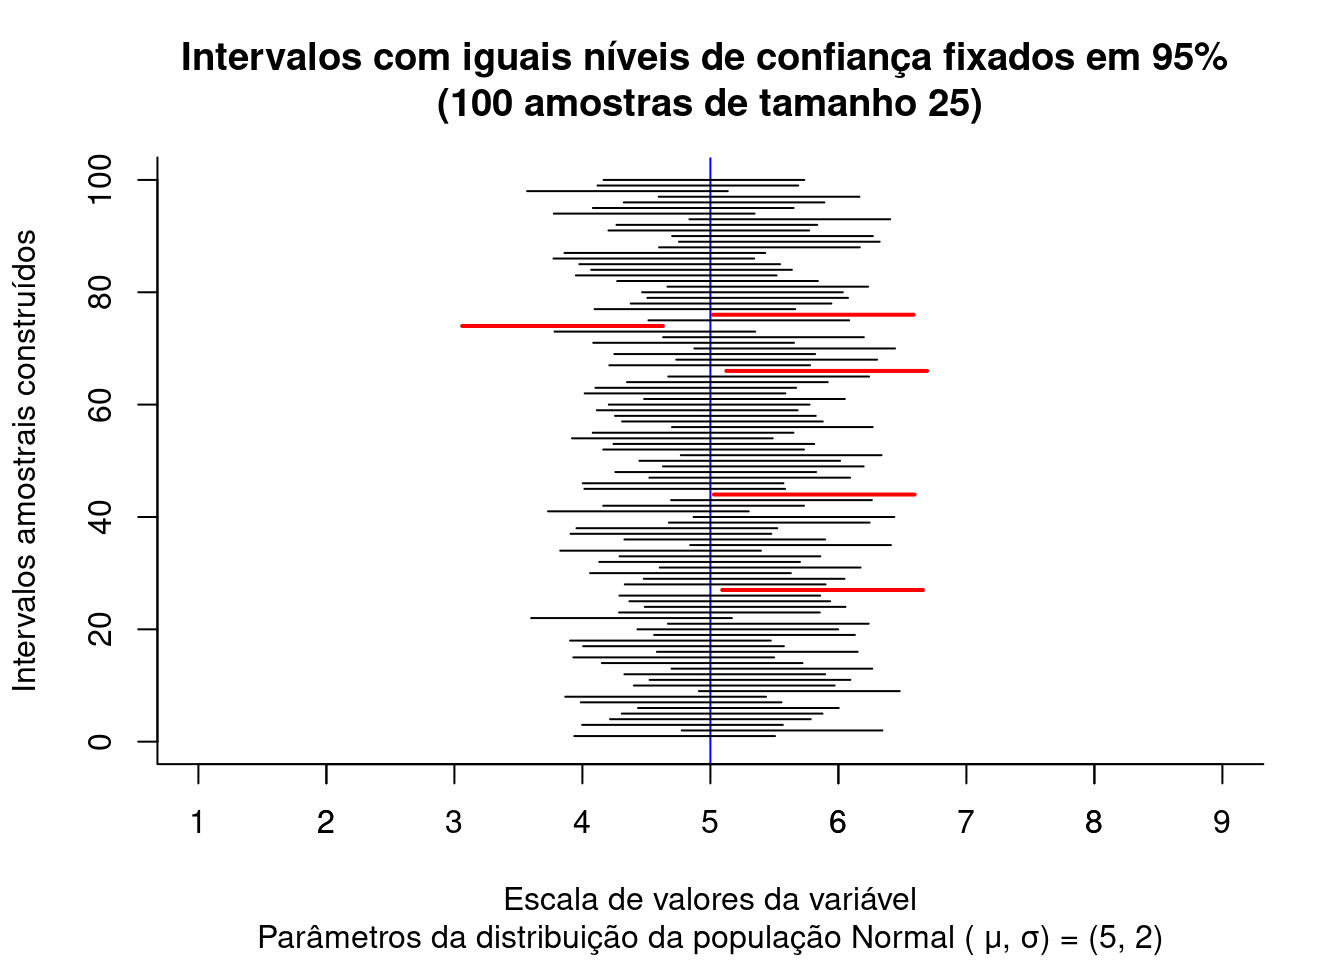 Intervalos com iguais níveis de confiança fixados em 95%
(100 amostras de tamanho 25)
Intervalos amostrais construídos
100
80
60
40
20
0
1 2 3 4 5 6 7 8 9
Escala de valores da variável
Parâmetros da distribuição da população Normal ( μ, σ) = (5, 2)